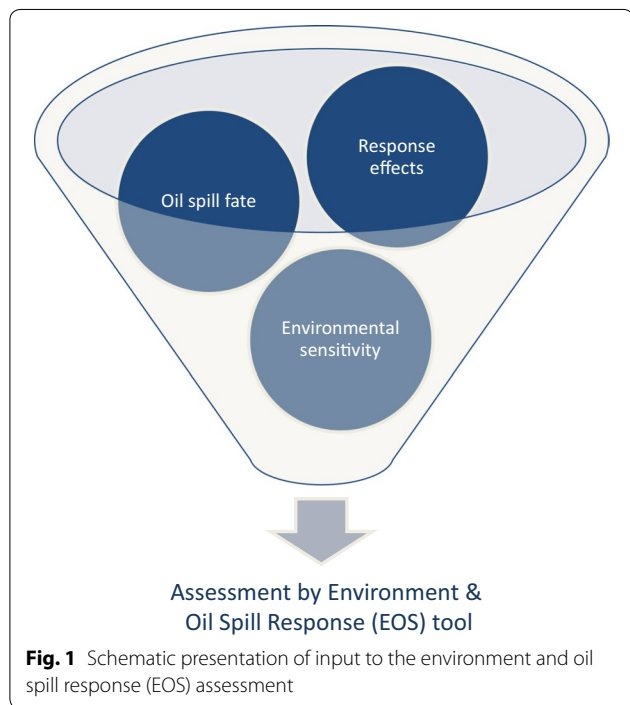 Response
effects
Oil spill fate
Environmental
sensitivity
Assessment by Environment &
Oil Spill Response (EOS) tool
Fig. 1 Schematic presentation of input to the environment and oil
spill response (EOS) assessment